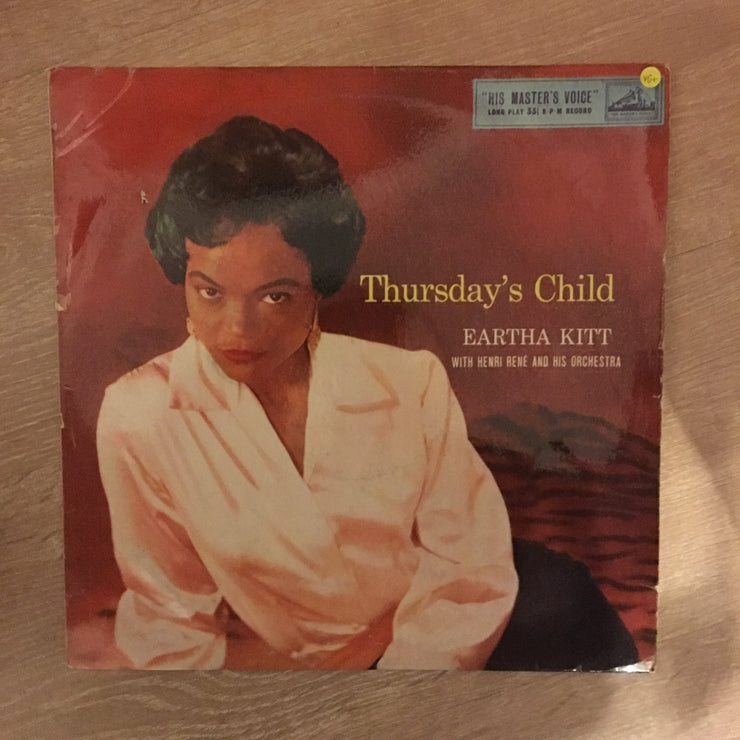 "HIS MASTER'S VOICE"
LONG PLAY 33⅓ R P M RECORD
Thursday's Child
EARTHA KITT
WITH HENRI RENÉ AND HIS ORCHESTRA